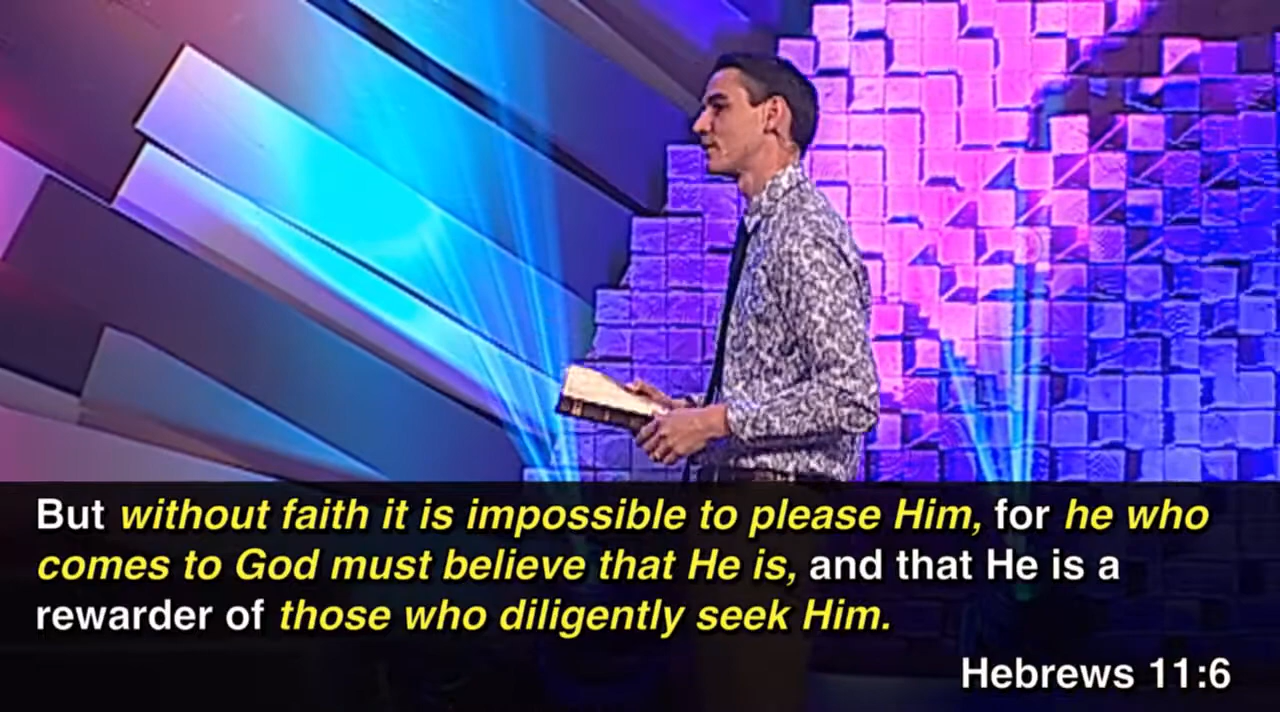 But without faith it is impossible to please Him, for he who
comes to God must believe that He is, and that He is a
rewarder of those who diligently seek Him.
Hebrews 11:6